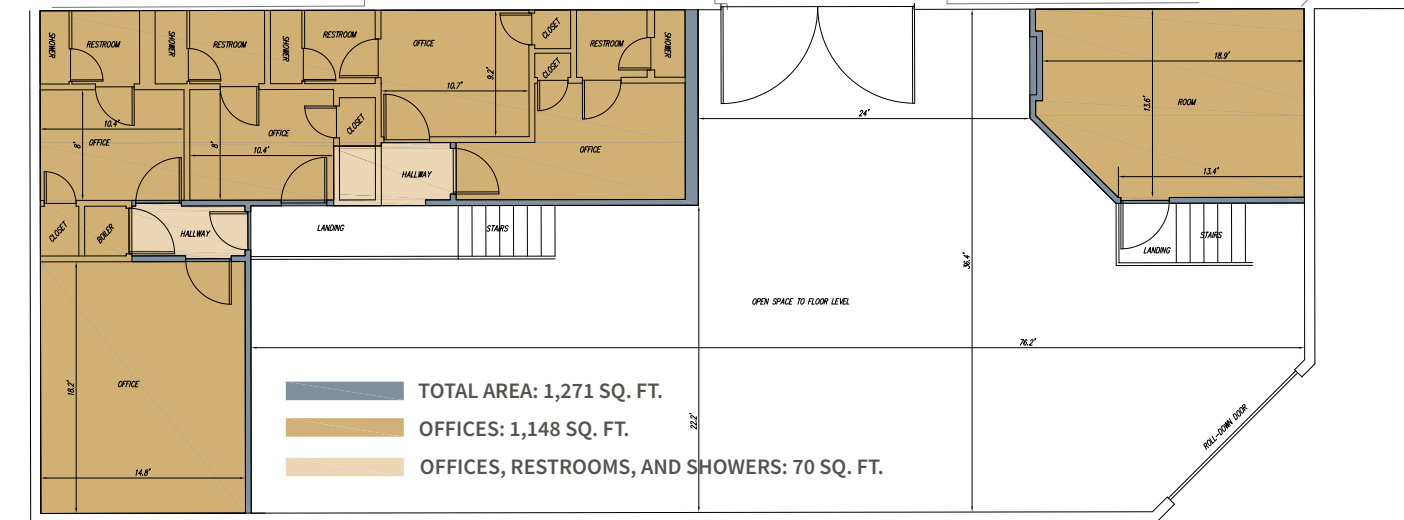 SHOWER
RESTROOM
SHOWER
RESTROOM
SHOWER
RESTROOM
OFFICE
CLOSET
RESTROOM
SHOWER
CLOSET
10.7'
9.2'
18.9'
13.6'
ROOM
10.4'
8'
OFFICE
8'
OFFICE
10.4'
CLOSET
OFFICE
24'
HALLWAY
13.4'
CLOSET
BOILER
HALLWAY
LANDING
STAIRS
LANDING
STAIRS
36.4'
OPEN SPACE TO FLOOR LEVEL
76.2'
OFFICE
18.2'
14.8'
22.2'
ROLL-DOWN DOOR
TOTAL AREA: 1,271 SQ. FT.
OFFICES: 1,148 SQ. FT.
OFFICES, RESTROOMS, AND SHOWERS: 70 SQ. FT.